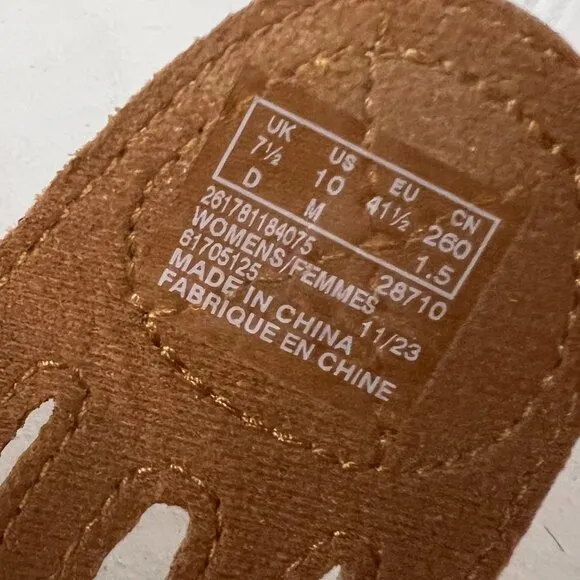 UK US EU CN
7½ 10 41½ 260
D M 1.5
261781184075 28710
WOMENS/FEMMES
61705125 11/23
MADE IN CHINA
FABRIQUE EN CHINE